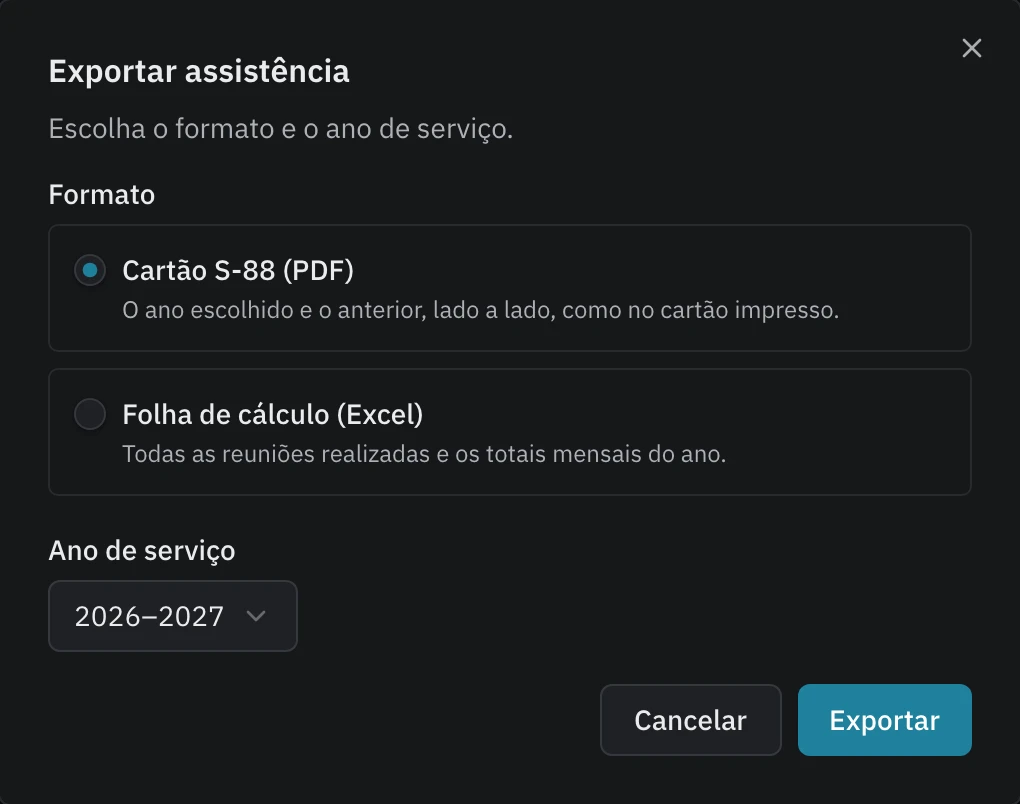 Exportar assistência
Escolha o formato e o ano de serviço.
Formato
Cartão S-88 (PDF)
O ano escolhido e o anterior, lado a lado, como no cartão impresso.
Folha de cálculo (Excel)
Todas as reuniões realizadas e os totais mensais do ano.
Ano de serviço
2026–2027
Cancelar
Exportar